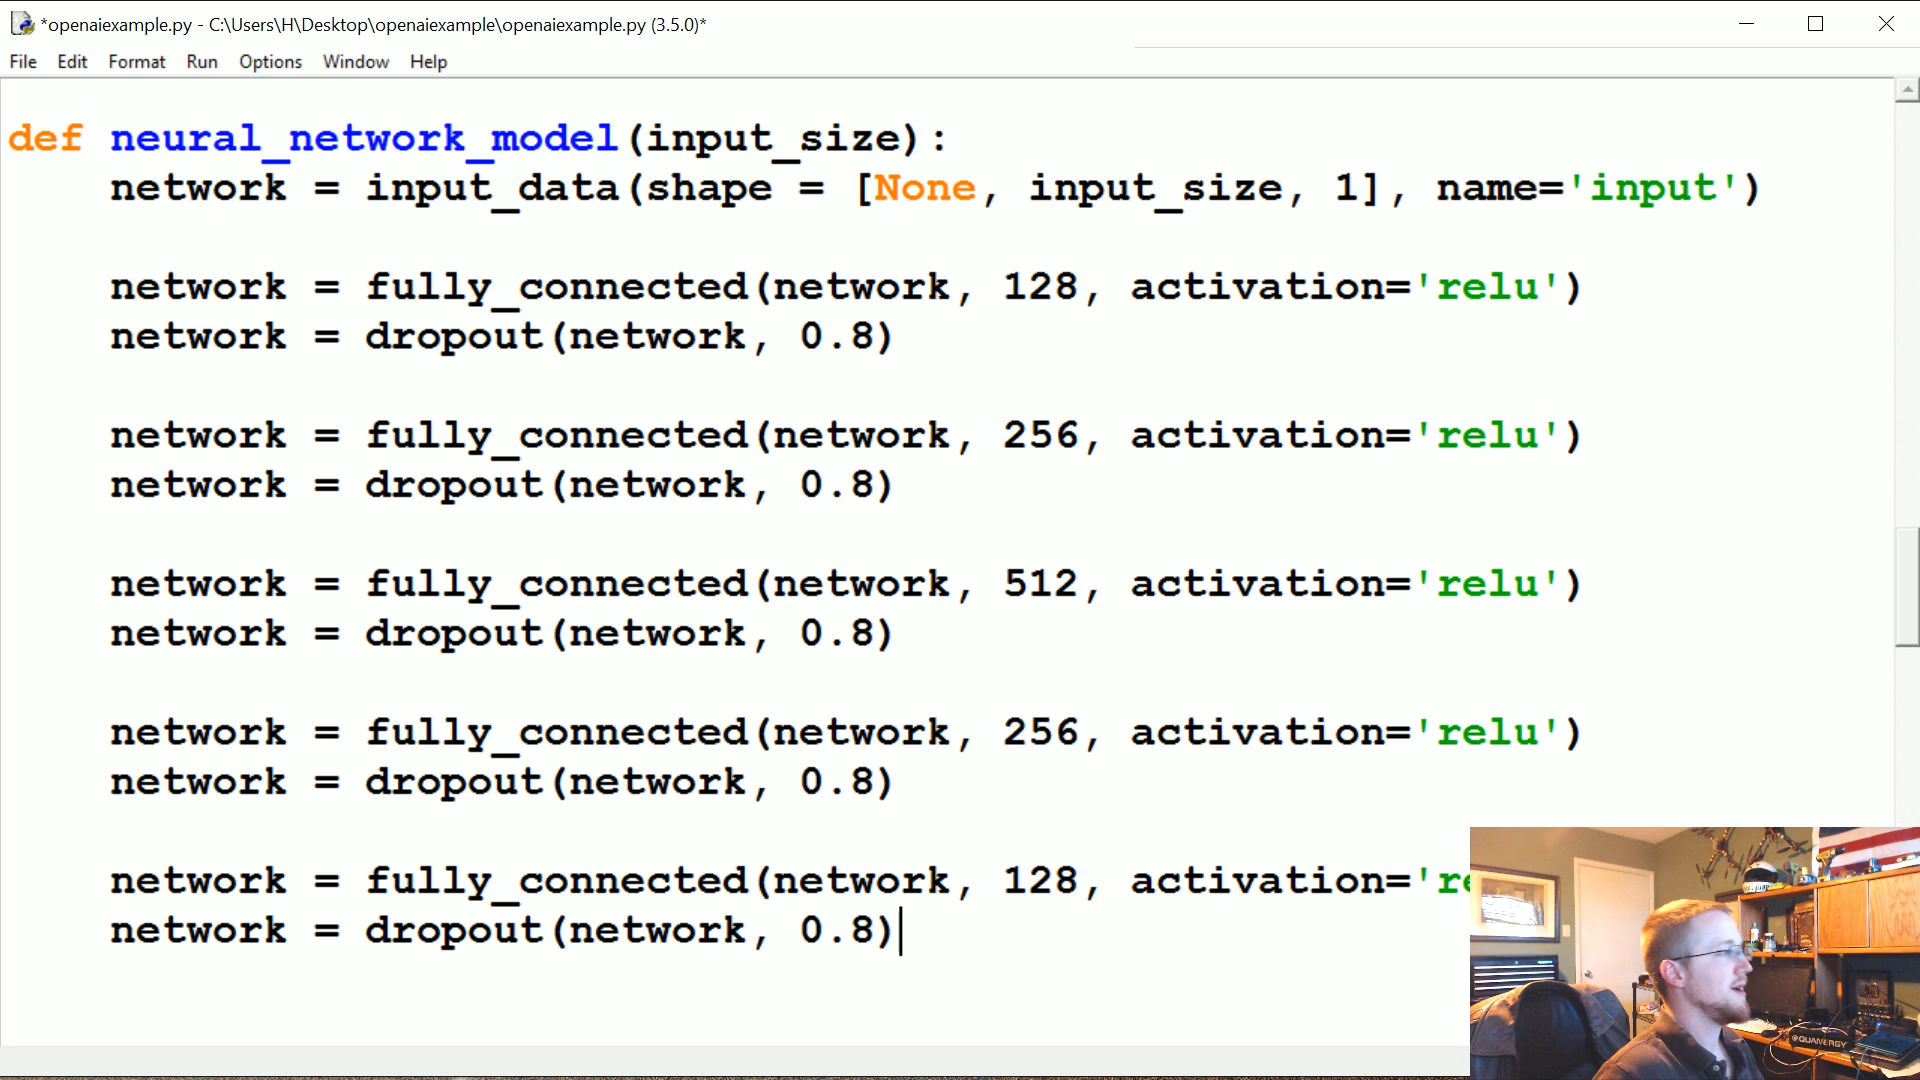 *openaiexample.py - C:\Users\H\Desktop\openaiexample\openaiexample.py (3.5.0)*
File Edit Format Run Options Window Help
def neural_network_model(input_size):
    network = input_data(shape = [None, input_size, 1], name='input')

    network = fully_connected(network, 128, activation='relu')
    network = dropout(network, 0.8)

    network = fully_connected(network, 256, activation='relu')
    network = dropout(network, 0.8)

    network = fully_connected(network, 512, activation='relu')
    network = dropout(network, 0.8)

    network = fully_connected(network, 256, activation='relu')
    network = dropout(network, 0.8)

    network = fully_connected(network, 128, activation='re
    network = dropout(network, 0.8)
QUANERGY